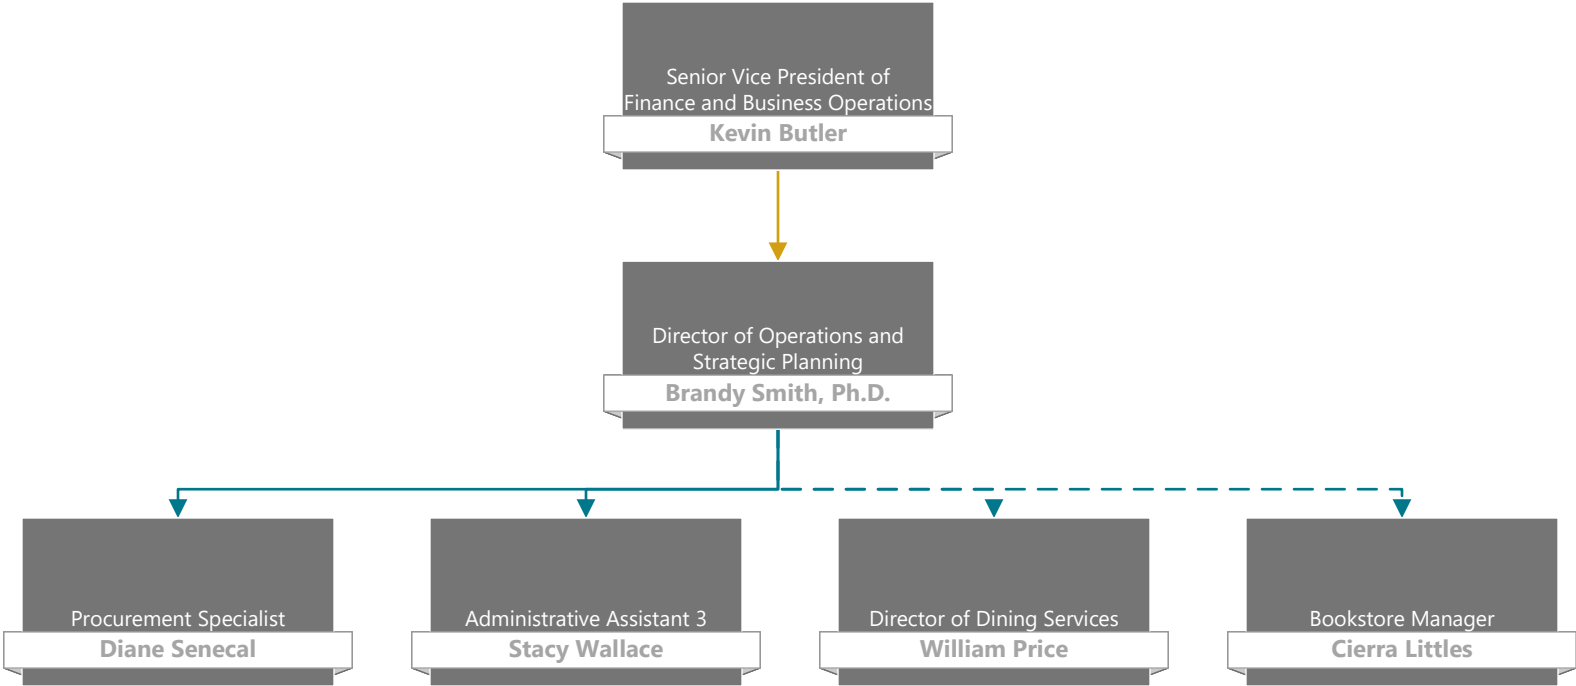 Senior Vice President of
Finance and Business Operations
Kevin Butler
Director of Operations and
Strategic Planning
Brandy Smith, Ph.D.
Procurement Specialist
Diane Senecal
Administrative Assistant 3
Stacy Wallace
Director of Dining Services
William Price
Bookstore Manager
Cierra Littles